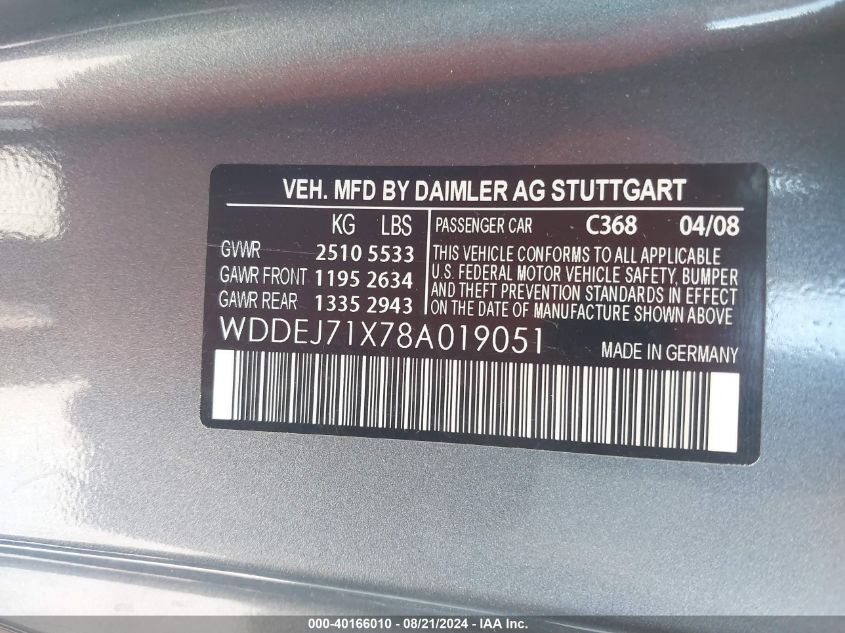 VEH. MFD BY DAIMLER AG STUTTGART
KG LBS
GVWR 2510 5533
GAWR FRONT 1195 2634
GAWR REAR 1335 2943
PASSENGER CAR C368 04/08
THIS VEHICLE CONFORMS TO ALL APPLICABLE
U.S. FEDERAL MOTOR VEHICLE SAFETY, BUMPER
AND THEFT PREVENTION STANDARDS IN EFFECT
ON THE DATE OF MANUFACTURE SHOWN ABOVE
WDDEJ71X78A019051
MADE IN GERMANY
000-40166010 - 08/21/2024 - IAA Inc.